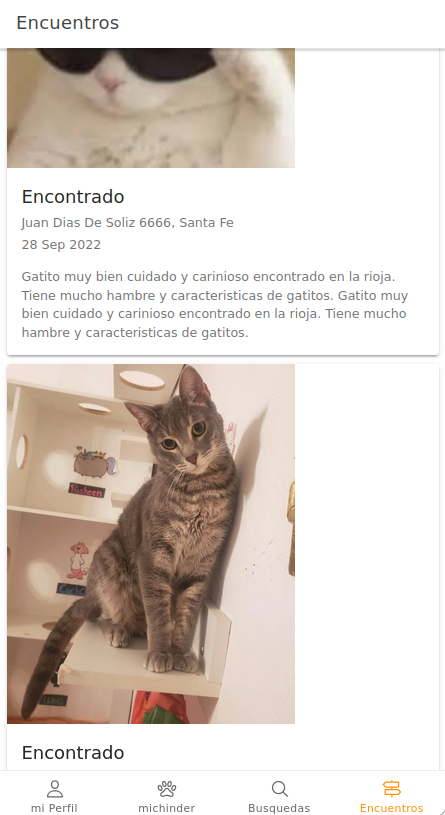 Encuentros
Encontrado
Juan Dias De Soliz 6666, Santa Fe
28 Sep 2022
Gatito muy bien cuidado y carinioso encontrado en la rioja.
Tiene mucho hambre y caracteristicas de gatitos. Gatito muy
bien cuidado y carinioso encontrado en la rioja. Tiene mucho
hambre y caracteristicas de gatitos.
Pusheen
Encontrado
mi Perfil
michinder
Busquedas
Encuentros